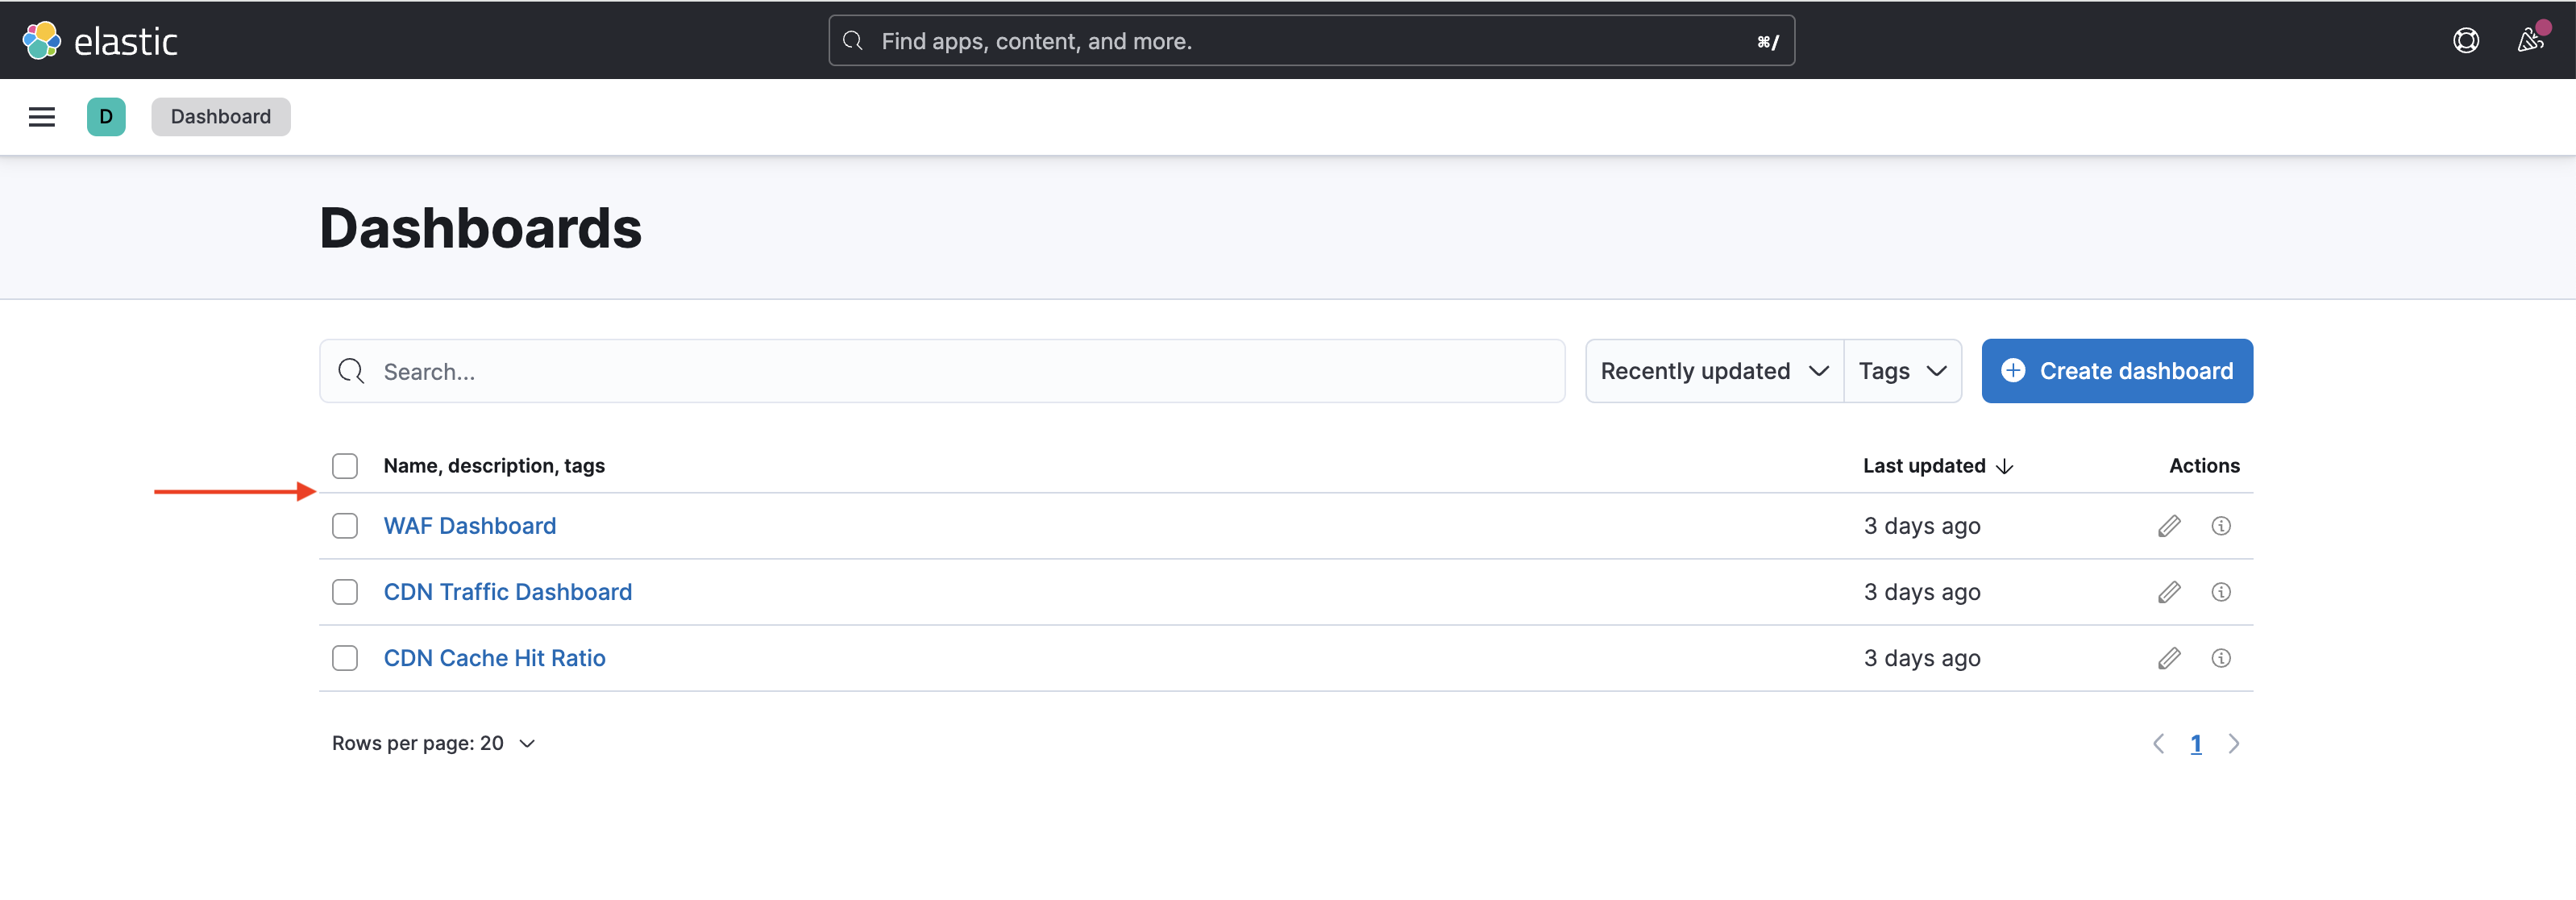 elastic
Find apps, content, and more. ⌘/
D Dashboard
Dashboards
Search... Recently updated Tags Create dashboard
Name, description, tags Last updated Actions
WAF Dashboard 3 days ago
CDN Traffic Dashboard 3 days ago
CDN Cache Hit Ratio 3 days ago
Rows per page: 20 1